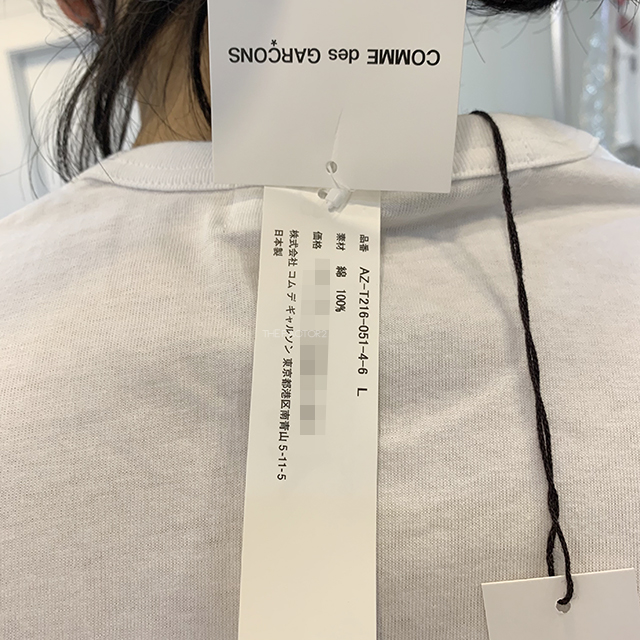 COMME des GARÇONS
品番 AZ-T216-051-4-6 L
素材 綿 100%
価格
株式会社 コム デ ギャルソン 東京都港区南青山 5-11-5
日本製